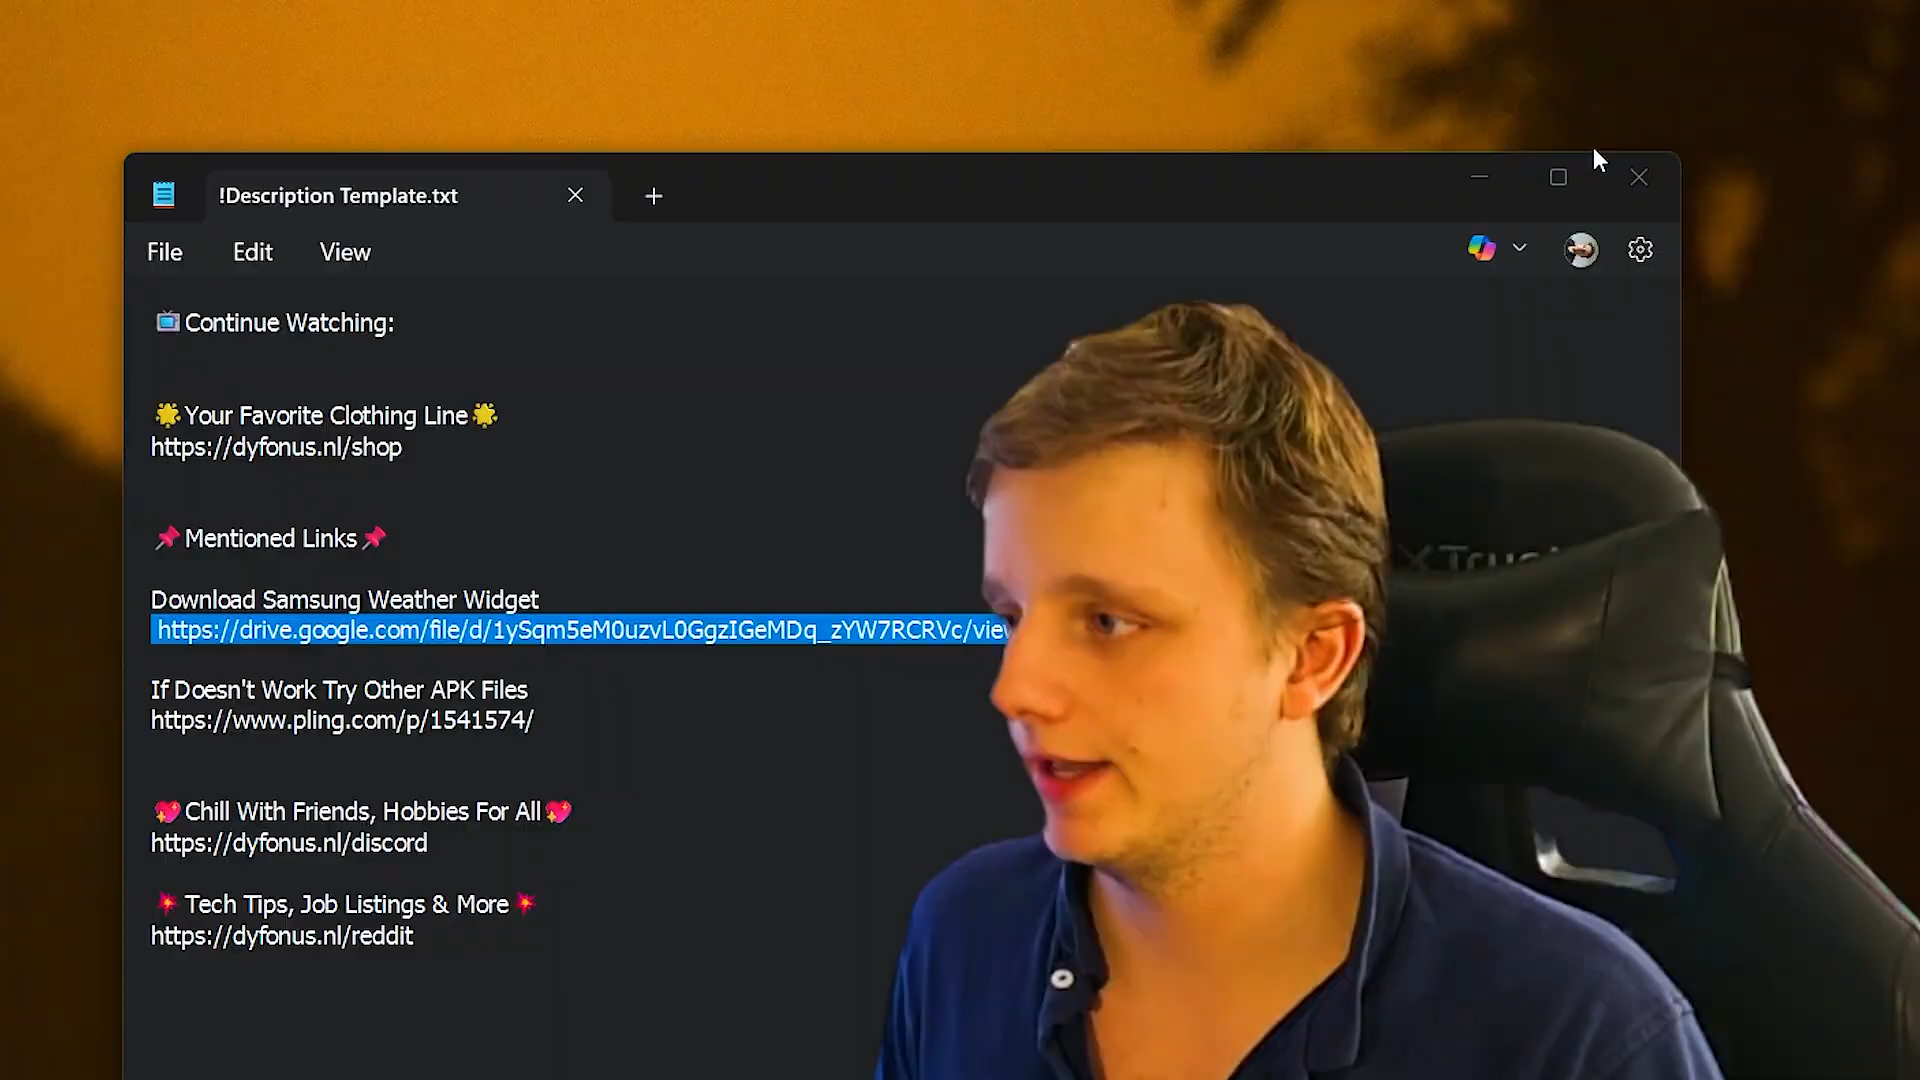 !Description Template.txt
File Edit View
Continue Watching:
Your Favorite Clothing Line
https://dyfonus.nl/shop
Mentioned Links
Download Samsung Weather Widget
https://drive.google.com/file/d/1ySqm5eM0uzvL0GgzIGeMDq_zYW7RCRVc/view
If Doesn't Work Try Other APK Files
https://www.pling.com/p/1541574/
Chill With Friends, Hobbies For All
https://dyfonus.nl/discord
Tech Tips, Job Listings & More
https://dyfonus.nl/reddit